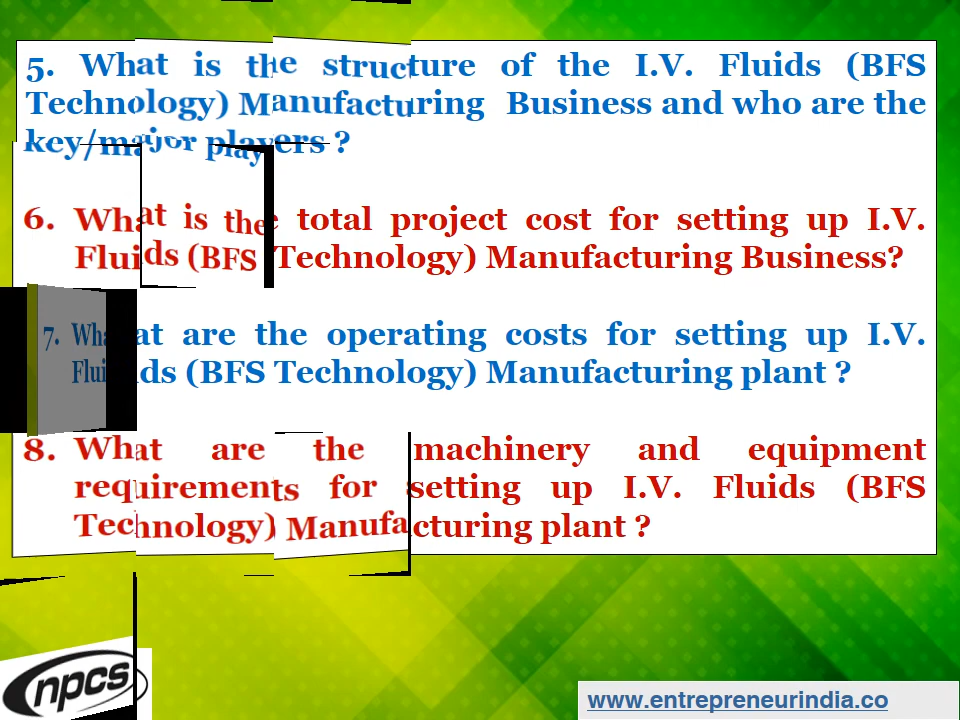 5. What is the structure of the I.V. Fluids (BFS
Technology) Manufacturing Business and who are the
key/major players ?
6. What is the total project cost for setting up I.V.
Fluids (BFS Technology) Manufacturing Business?
7. What are the operating costs for setting up I.V.
Fluids (BFS Technology) Manufacturing plant ?
8. What are the machinery and equipment
requirements for setting up I.V. Fluids (BFS
Technology) Manufacturing plant ?
npcs
www.entrepreneurindia.co